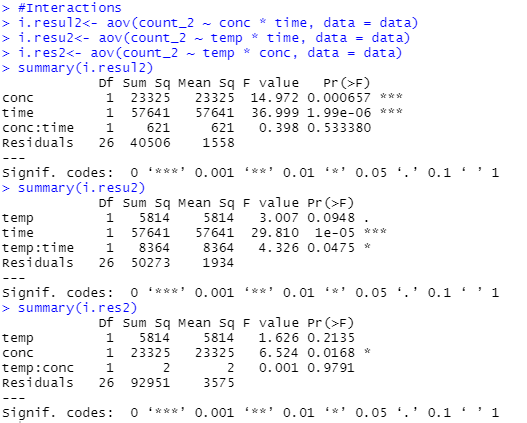 > #Interactions
> i.resul2<- aov(count_2 ~ conc * time, data = data)
> i.resu2<- aov(count_2 ~ temp * time, data = data)
> i.res2<- aov(count_2 ~ temp * conc, data = data)
> summary(i.resul2)
            Df Sum Sq Mean Sq F value   Pr(>F)
conc         1  23325   23325  14.972 0.000657 ***
time         1  57641   57641  36.999 1.99e-06 ***
conc:time    1    621     621   0.398 0.533380
Residuals   26  40506    1558
---
Signif. codes:  0 ‘***’ 0.001 ‘**’ 0.01 ‘*’ 0.05 ‘.’ 0.1 ‘ ’ 1
> summary(i.resu2)
            Df Sum Sq Mean Sq F value Pr(>F)
temp         1   5814    5814   3.007 0.0948 .
time         1  57641   57641  29.810  1e-05 ***
temp:time    1   8364    8364   4.326 0.0475 *
Residuals   26  50273    1934
---
Signif. codes:  0 ‘***’ 0.001 ‘**’ 0.01 ‘*’ 0.05 ‘.’ 0.1 ‘ ’ 1
> summary(i.res2)
            Df Sum Sq Mean Sq F value Pr(>F)
temp         1   5814    5814   1.626 0.2135
conc         1  23325   23325   6.524 0.0168 *
temp:conc    1      2       2   0.001 0.9791
Residuals   26  92951    3575
---
Signif. codes:  0 ‘***’ 0.001 ‘**’ 0.01 ‘*’ 0.05 ‘.’ 0.1 ‘ ’ 1